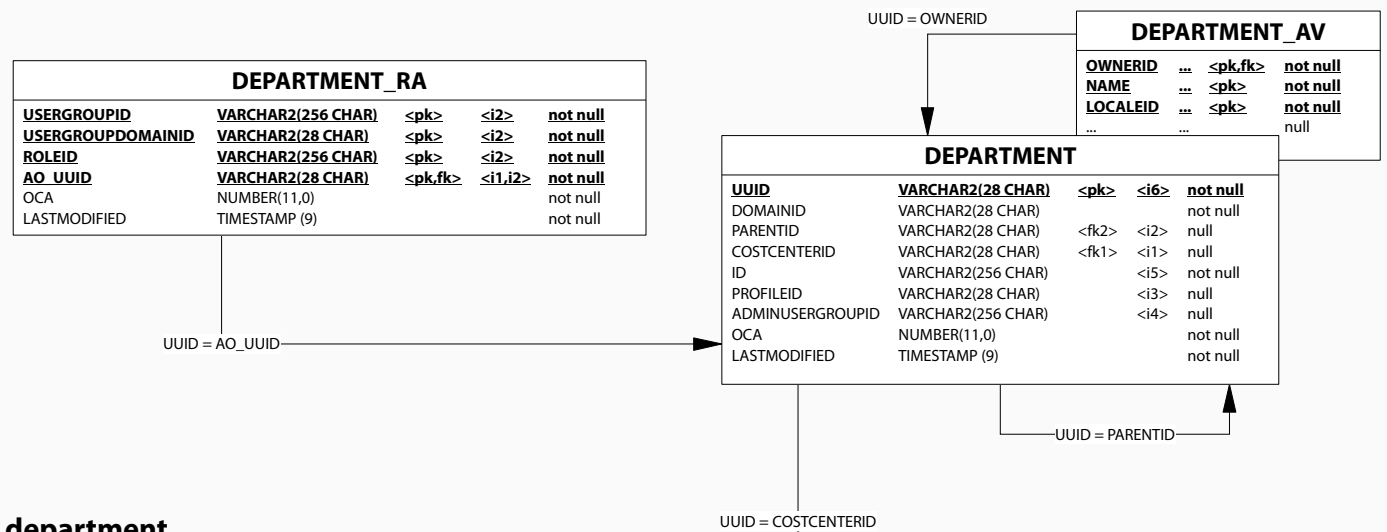 UUID = OWNERID
DEPARTMENT_AV
OWNERID ... <pk,fk> not null
NAME ... <pk> not null
LOCALEID ... <pk> not null
... ... null
DEPARTMENT_RA
USERGROUPID VARCHAR2(256 CHAR) <pk> <i2> not null
USERGROUPDOMAINID VARCHAR2(28 CHAR) <pk> <i2> not null
ROLEID VARCHAR2(256 CHAR) <pk> <i2> not null
AO_UUID VARCHAR2(28 CHAR) <pk,fk> <i1,i2> not null
OCA NUMBER(11,0) not null
LASTMODIFIED TIMESTAMP (9) not null
DEPARTMENT
UUID VARCHAR2(28 CHAR) <pk> <i6> not null
DOMAINID VARCHAR2(28 CHAR) not null
PARENTID VARCHAR2(28 CHAR) <fk2> <i2> null
COSTCENTERID VARCHAR2(28 CHAR) <fk1> <i1> null
ID VARCHAR2(256 CHAR) <i5> not null
PROFILEID VARCHAR2(28 CHAR) <i3> null
ADMINUSERGROUPID VARCHAR2(256 CHAR) <i4> null
OCA NUMBER(11,0) not null
LASTMODIFIED TIMESTAMP (9) not null
UUID = AO_UUID
UUID = PARENTID
UUID = COSTCENTERID
department